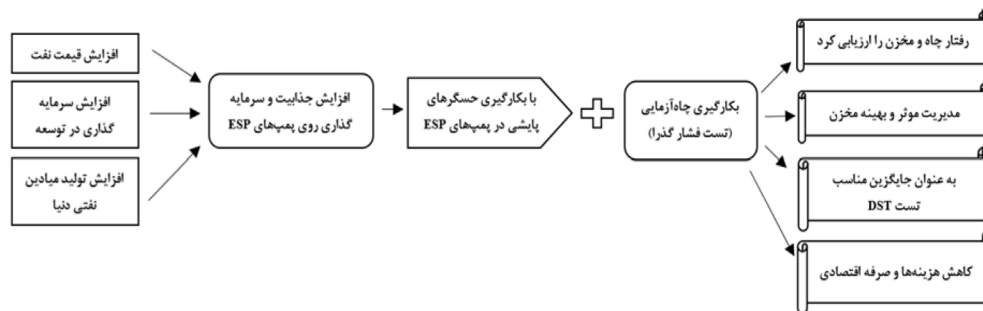 افزایش قیمت نفت
افزایش سرمایه
گذاری در توسعه
افزایش تولید میادین
نفتی دنیا
افزایش جذابیت و سرمایه
گذاری روی پمپ‌های ESP
با بکارگیری حسگرهای
پایشی در پمپ‌های ESP
بکارگیری چاه‌آزمایی
(تست فشار گذرا)
رفتار چاه و مخزن را ارزیابی کرد
مدیریت موثر و بهینه مخزن
به عنوان جایگزین مناسب
تست DST
کاهش هزینه‌ها و صرفه اقتصادی